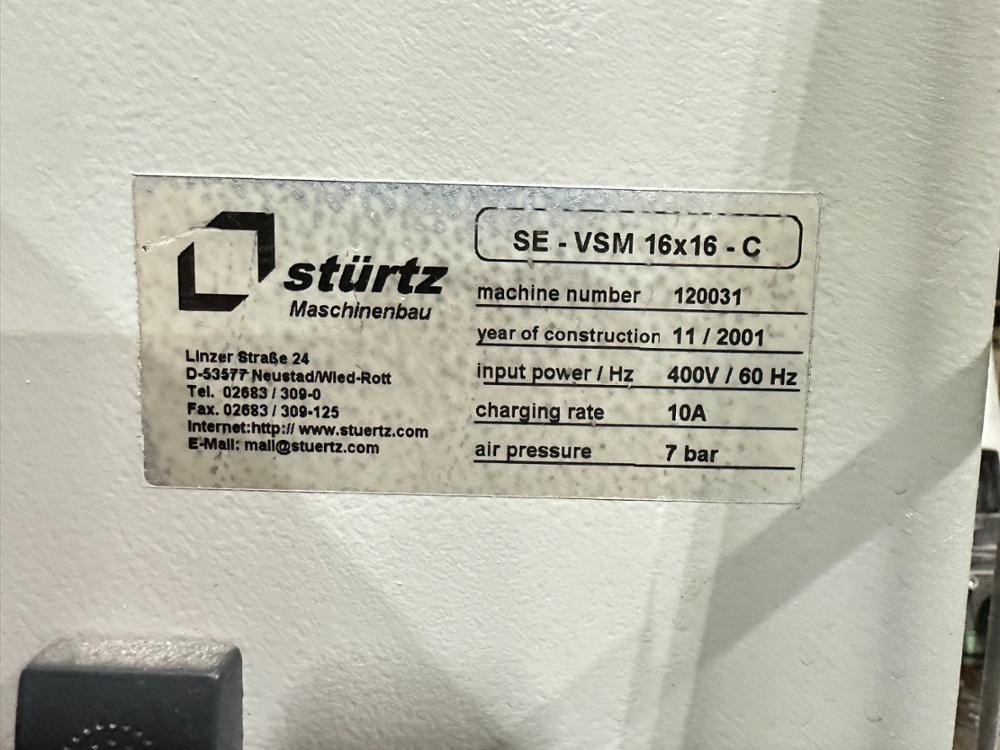 stürtz
Maschinenbau
Linzer Straße 24
D-53577 Neustad/Wied-Rott
Tel. 02683 / 309-0
Fax. 02683 / 309-125
Internet:http:// www.stuertz.com
E-Mail: mail@stuertz.com
SE - VSM 16x16 - C
machine number 120031
year of construction 11 / 2001
input power / Hz 400V / 60 Hz
charging rate 10A
air pressure 7 bar